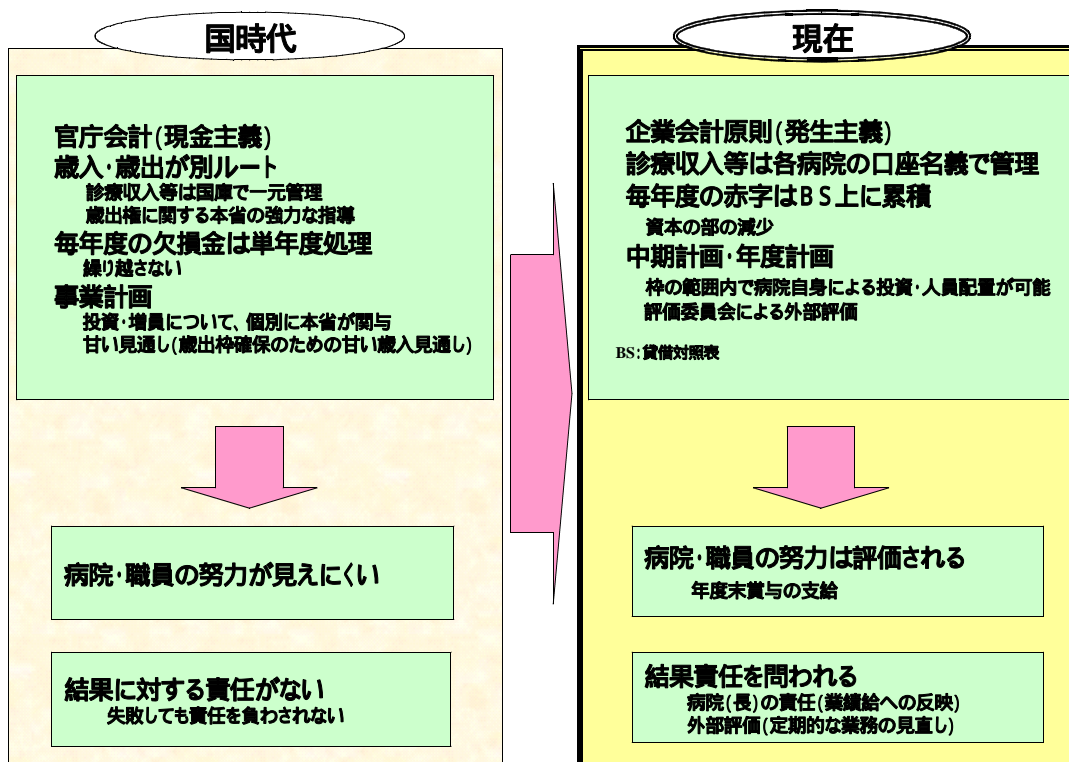 国時代
官庁会計(現金主義)
歳入・歳出が別ルート
診療収入等は国庫で一元管理
歳出権に関する本省の強力な指導
毎年度の欠損金は単年度処理
繰り越さない
事業計画
投資・増員について、個別に本省が関与
甘い見通し(歳出枠確保のための甘い歳入見通し)
病院・職員の努力が見えにくい
結果に対する責任がない
失敗しても責任を負わされない
現在
企業会計原則(発生主義)
診療収入等は各病院の口座名義で管理
毎年度の赤字はBS上に累積
資本の部の減少
中期計画・年度計画
枠の範囲内で病院自身による投資・人員配置が可能
評価委員会による外部評価
BS:貸借対照表
病院・職員の努力は評価される
年度末賞与の支給
結果責任を問われる
病院(長)の責任(業績給への反映)
外部評価(定期的な業務の見直し)